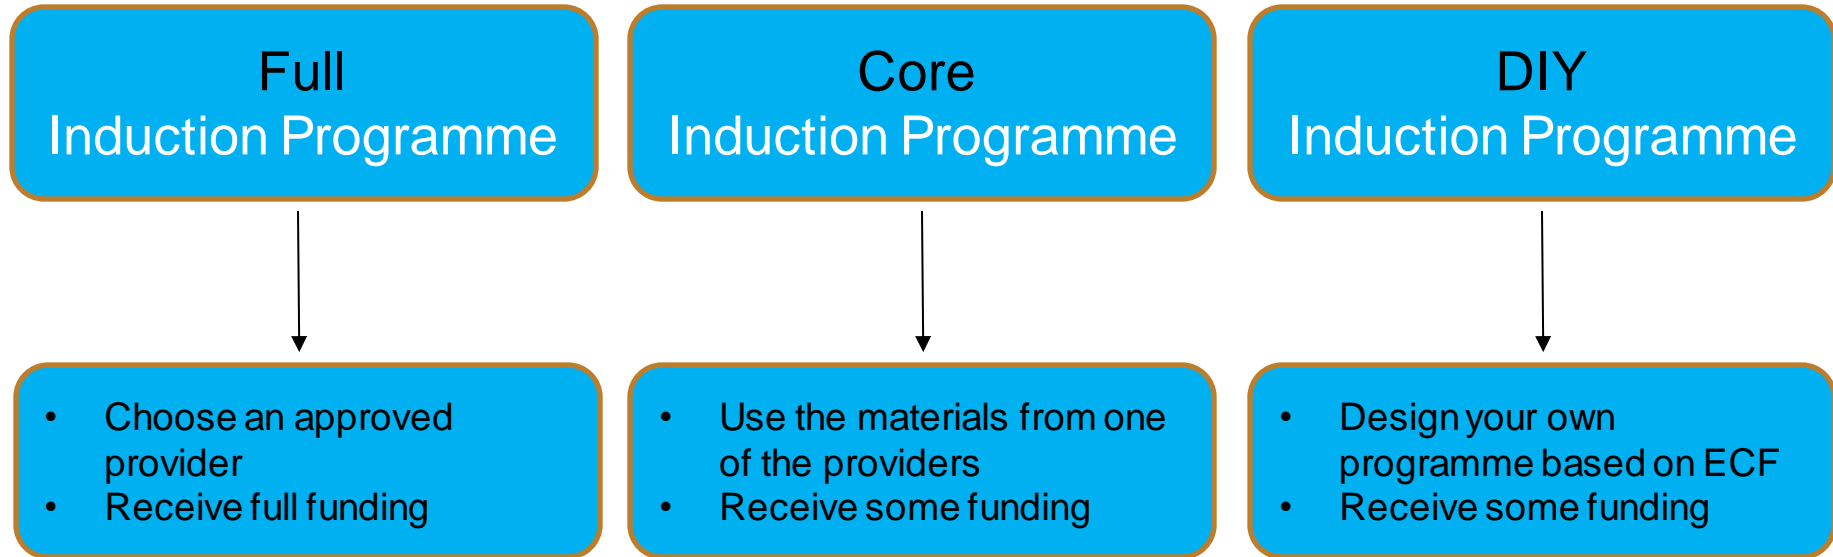 Full
Induction Programme
Core
Induction Programme
DIY
Induction Programme
• Choose an approved
provider
• Receive full funding
• Use the materials from one
of the providers
• Receive some funding
• Design your own
programme based on ECF
• Receive some funding